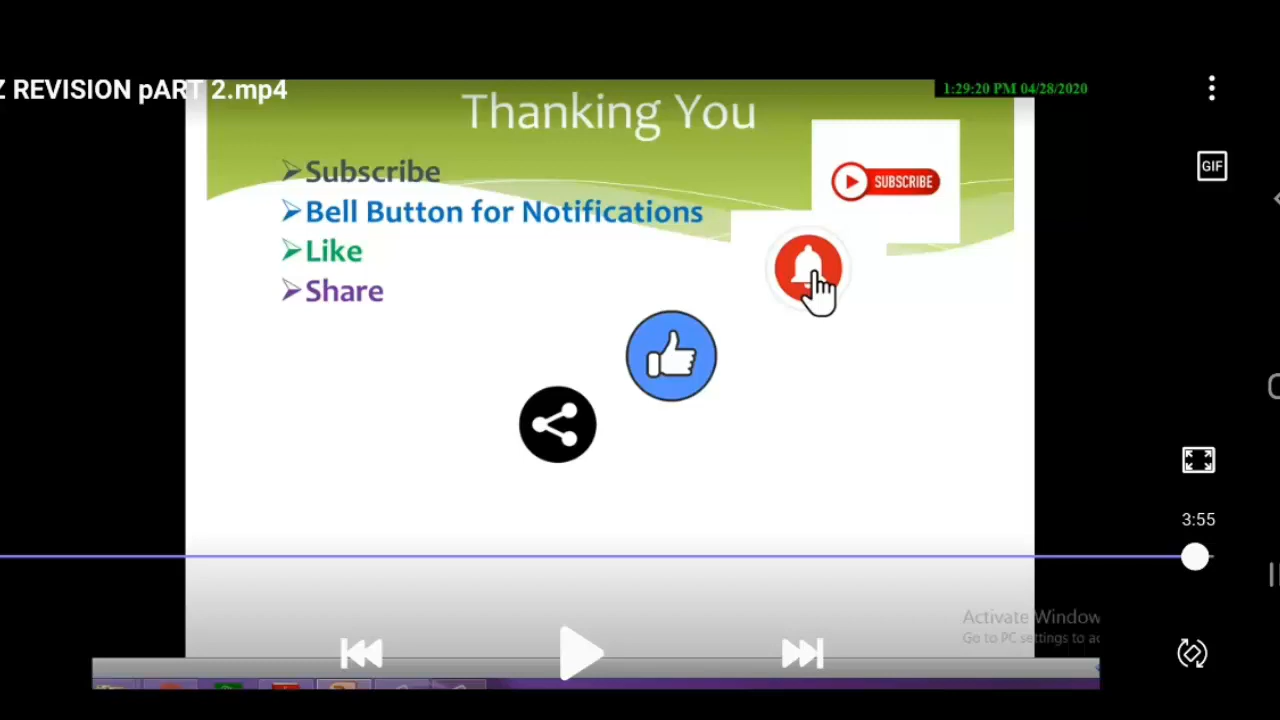 Z REVISION pART 2.mp4
1:29:20 PM 04/28/2020
Thanking You
GIF
➢Subscribe
SUBSCRIBE
➢Bell Button for Notifications
➢Like
➢Share
3:55
Activate Window
Go to PC settings to ac